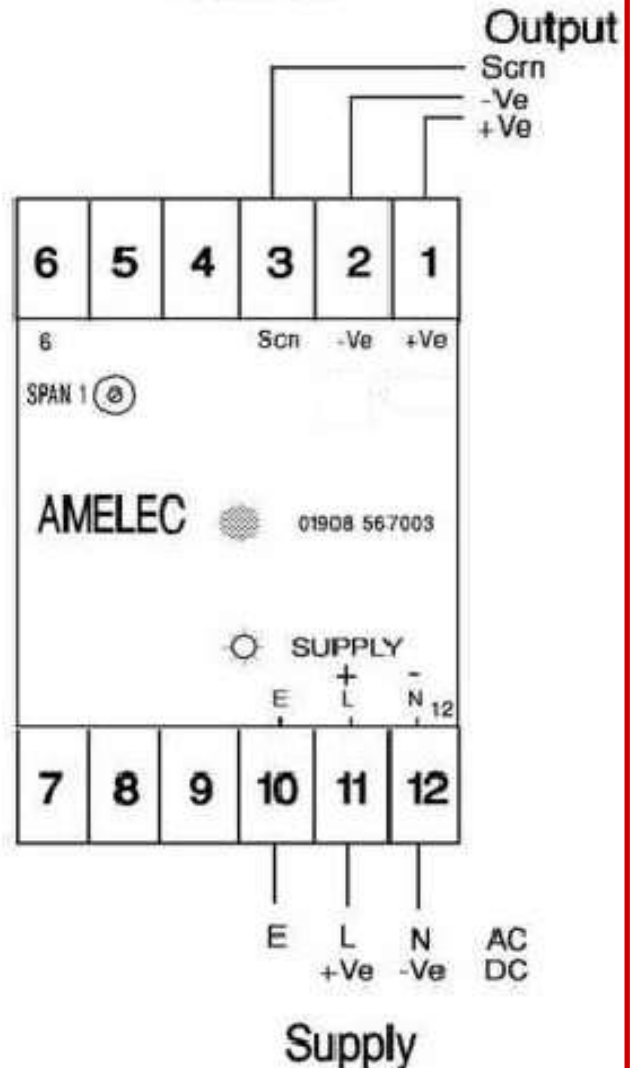 Output
Scrn
-Ve
+Ve
6 5 4 3 2 1
6 Scn -Ve +Ve
SPAN 1
AMELEC 01908 567003
SUPPLY
+ -
E L N 12
7 8 9 10 11 12
E L N AC
+Ve -Ve DC
Supply